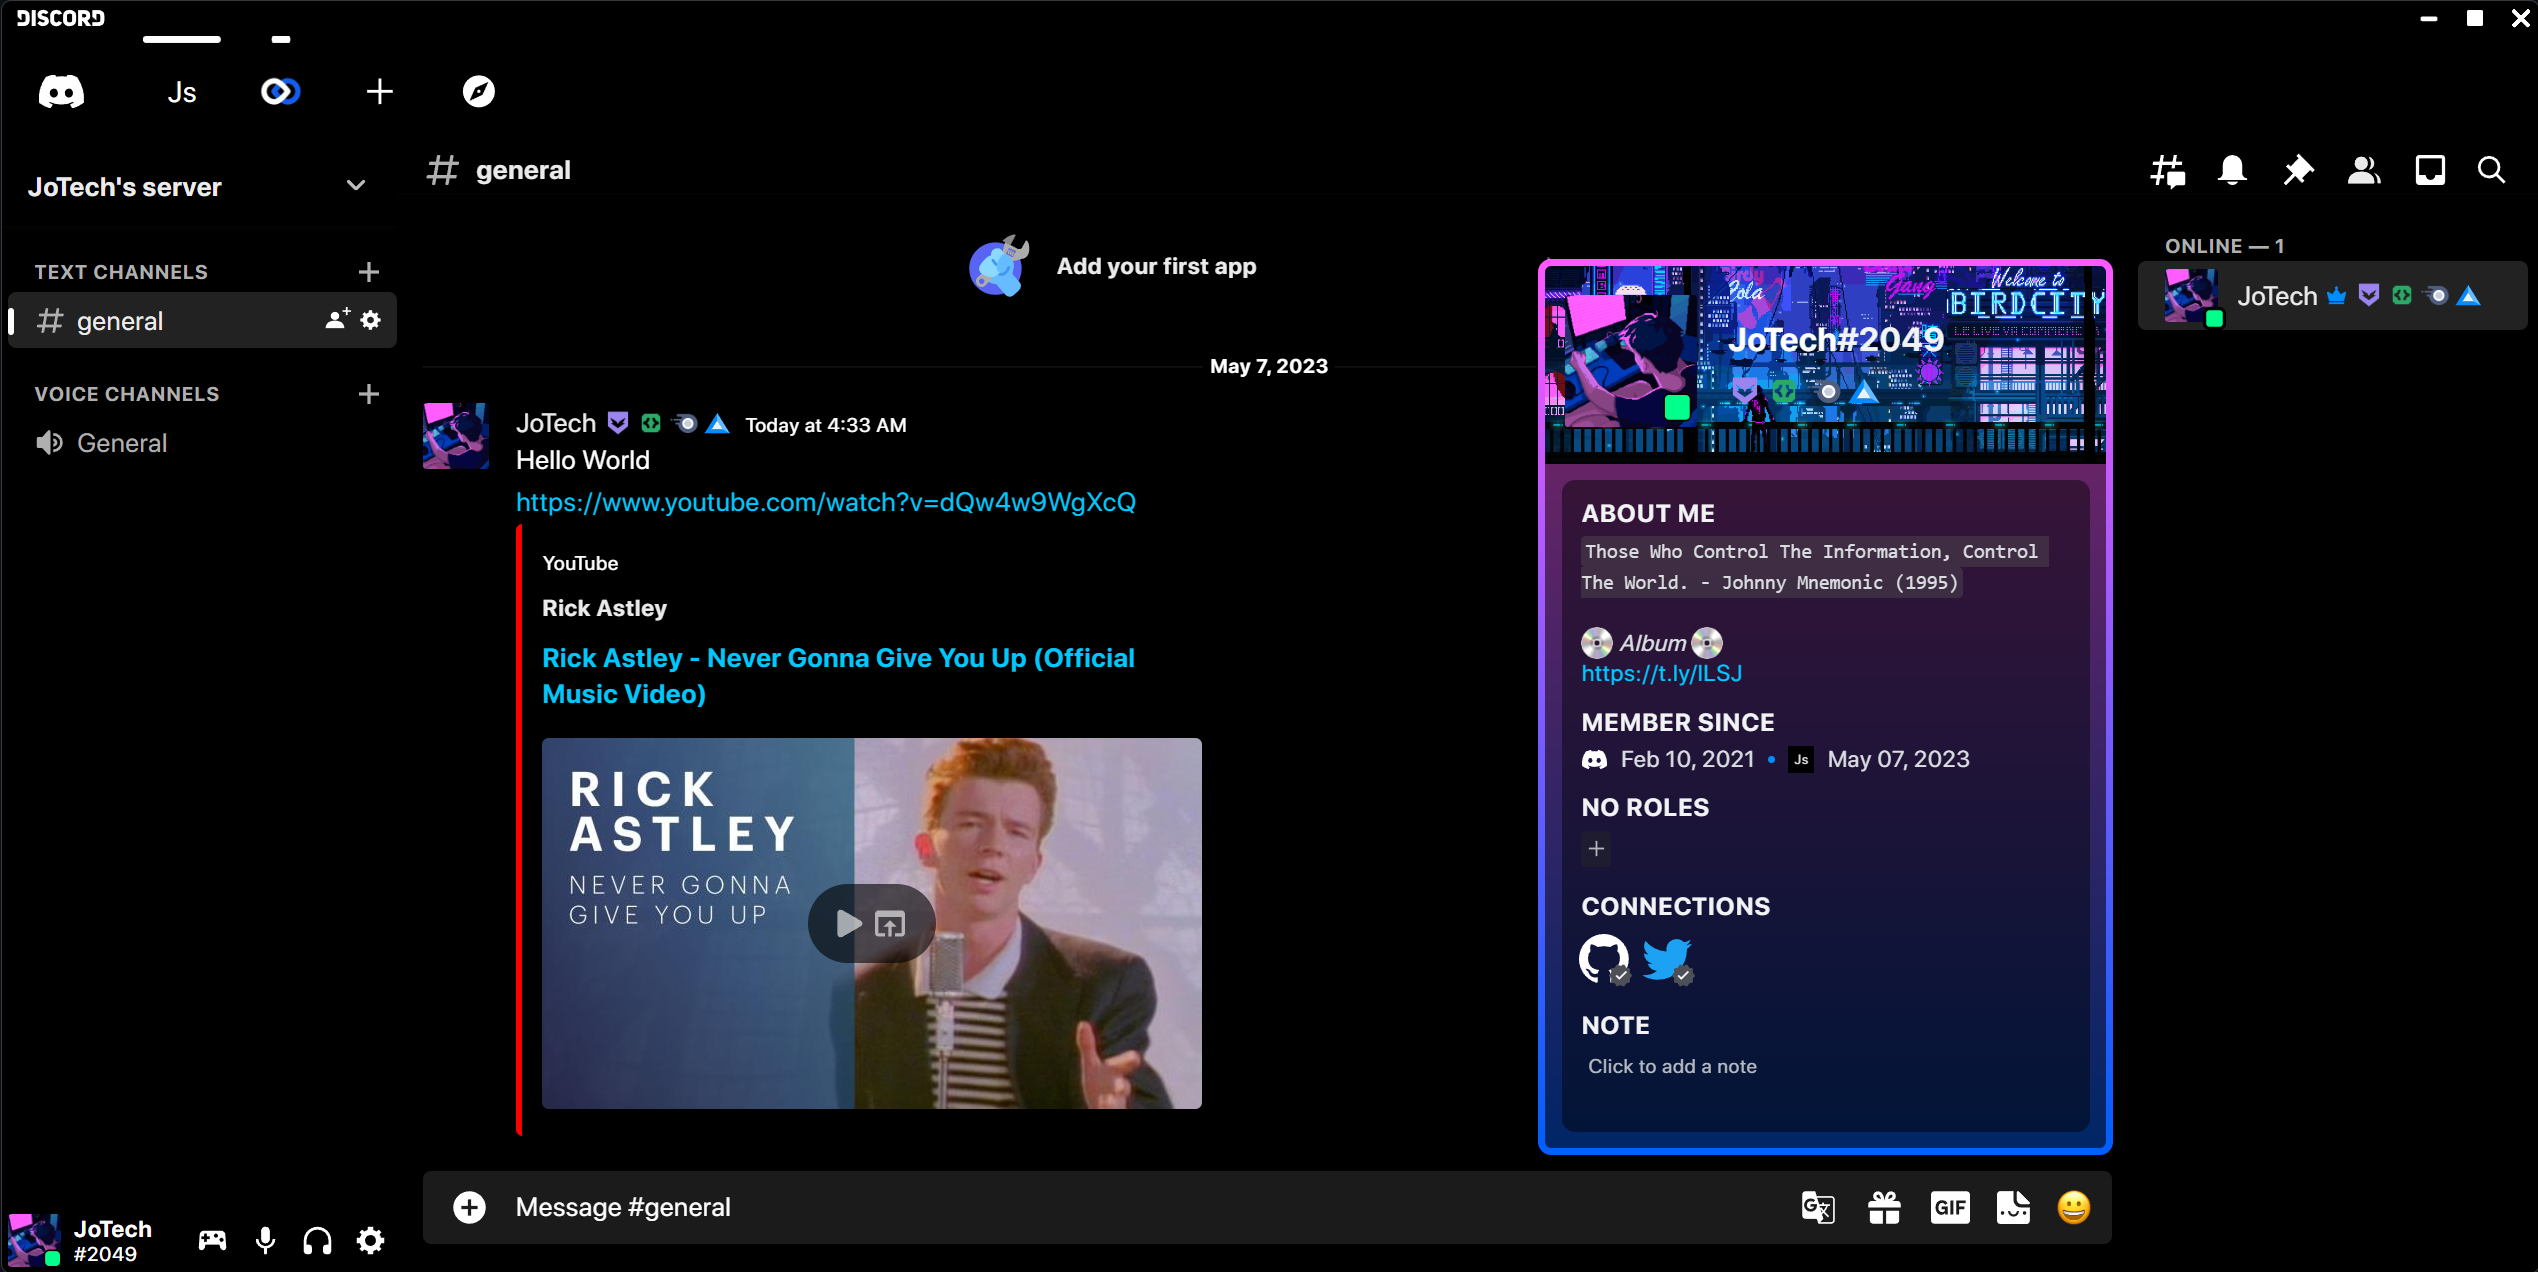 DISCORD
Js
JoTech's server
general
TEXT CHANNELS
general
VOICE CHANNELS
General
Add your first app
May 7, 2023
JoTech Today at 4:33 AM
Hello World
https://www.youtube.com/watch?v=dQw4w9WgXcQ
YouTube
Rick Astley
Rick Astley - Never Gonna Give You Up (Official
Music Video)
RICK
ASTLEY
NEVER GONNA
GIVE YOU UP
Message #general
GIF
JoTech
#2049
Cola
Gang
Welcome to
BIRDCITY
JoTech#2049
ABOUT ME
Those Who Control The Information, Control
The World. - Johnny Mnemonic (1995)
Album
https://t.ly/lLSJ
MEMBER SINCE
Feb 10, 2021 • Js May 07, 2023
NO ROLES
CONNECTIONS
NOTE
Click to add a note
ONLINE — 1
JoTech